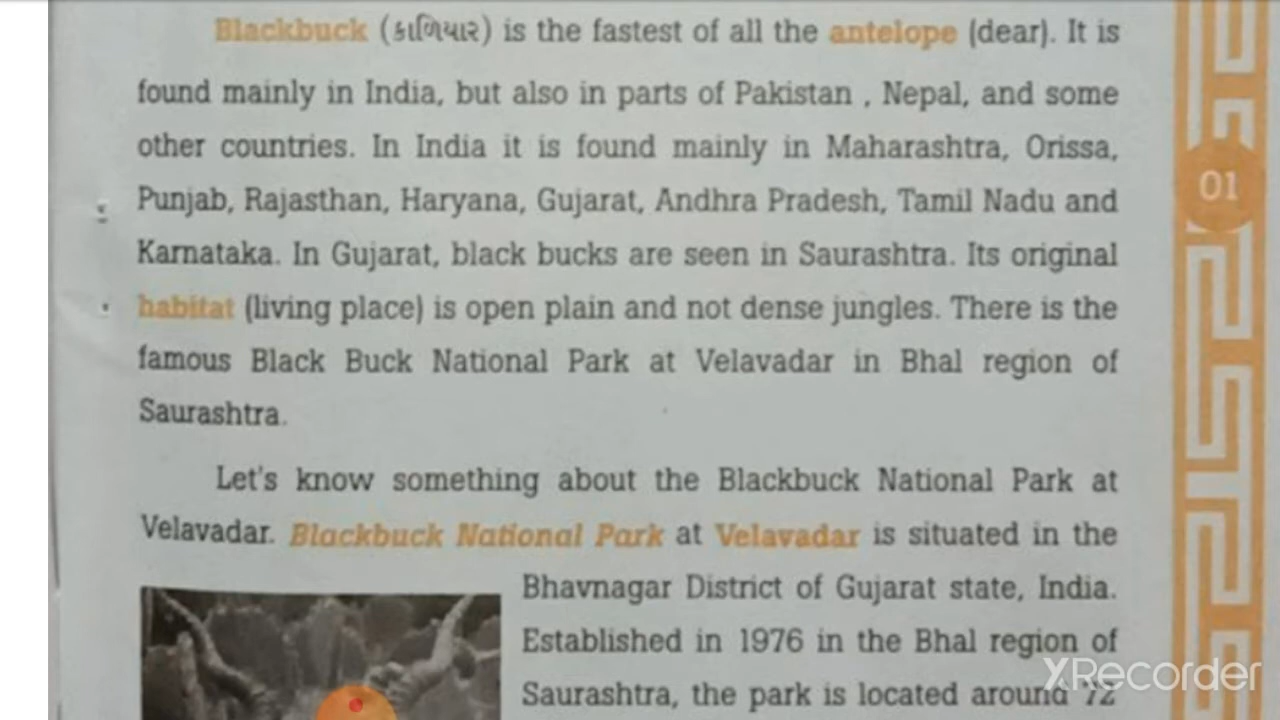 Blackbuck (કાળિયાર) is the fastest of all the antelope (dear). It is
found mainly in India, but also in parts of Pakistan , Nepal, and some
other countries. In India it is found mainly in Maharashtra, Orissa,
Punjab, Rajasthan, Haryana, Gujarat, Andhra Pradesh, Tamil Nadu and
Karnataka. In Gujarat, black bucks are seen in Saurashtra. Its original
habitat (living place) is open plain and not dense jungles. There is the
famous Black Buck National Park at Velavadar in Bhal region of
Saurashtra.
Let's know something about the Blackbuck National Park at
Velavadar. Blackbuck National Park at Velavadar is situated in the
Bhavnagar District of Gujarat state, India.
Established in 1976 in the Bhal region of
Saurashtra, the park is located around 72
01
XRecorder